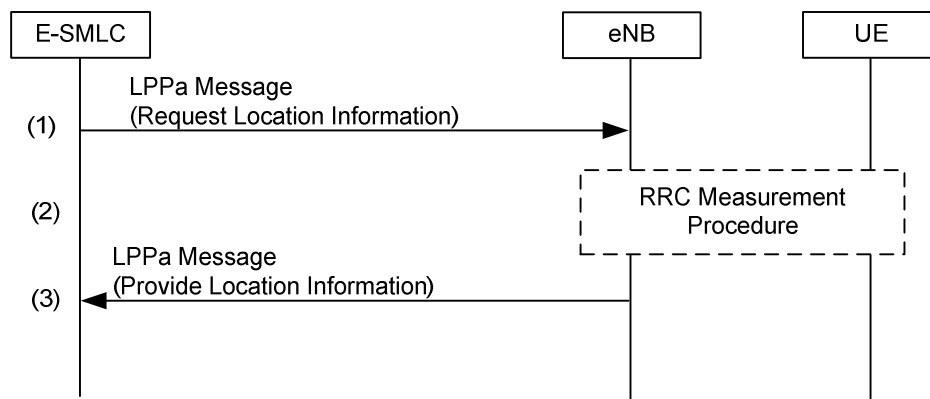 E-SMLC
eNB
UE
LPPa Message
(Request Location Information)
(1)
RRC Measurement
Procedure
(2)
LPPa Message
(Provide Location Information)
(3)